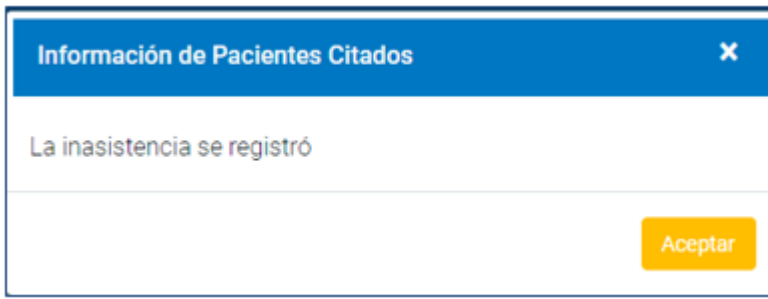 Información de Pacientes Citados ×
La inasistencia se registró
Aceptar